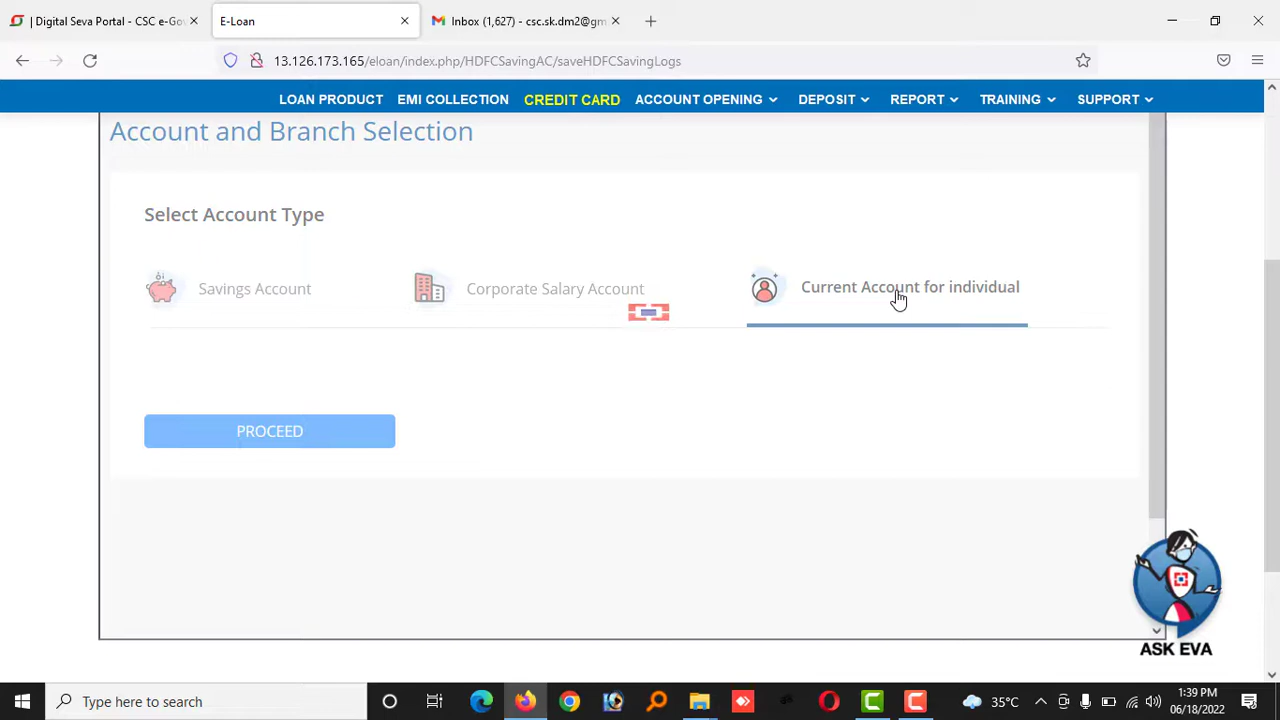 | Digital Seva Portal - CSC e-Gov
E-Loan
Inbox (1,627) - csc.sk.dm2@gm
13.126.173.165/eloan/index.php/HDFCSavingAC/saveHDFCSavingLogs
LOAN PRODUCT EMI COLLECTION CREDIT CARD ACCOUNT OPENING DEPOSIT REPORT TRAINING SUPPORT
Account and Branch Selection
Select Account Type
Savings Account
Corporate Salary Account
Current Account for individual
PROCEED
ASK EVA
Type here to search
35°C
1:39 PM
06/18/2022